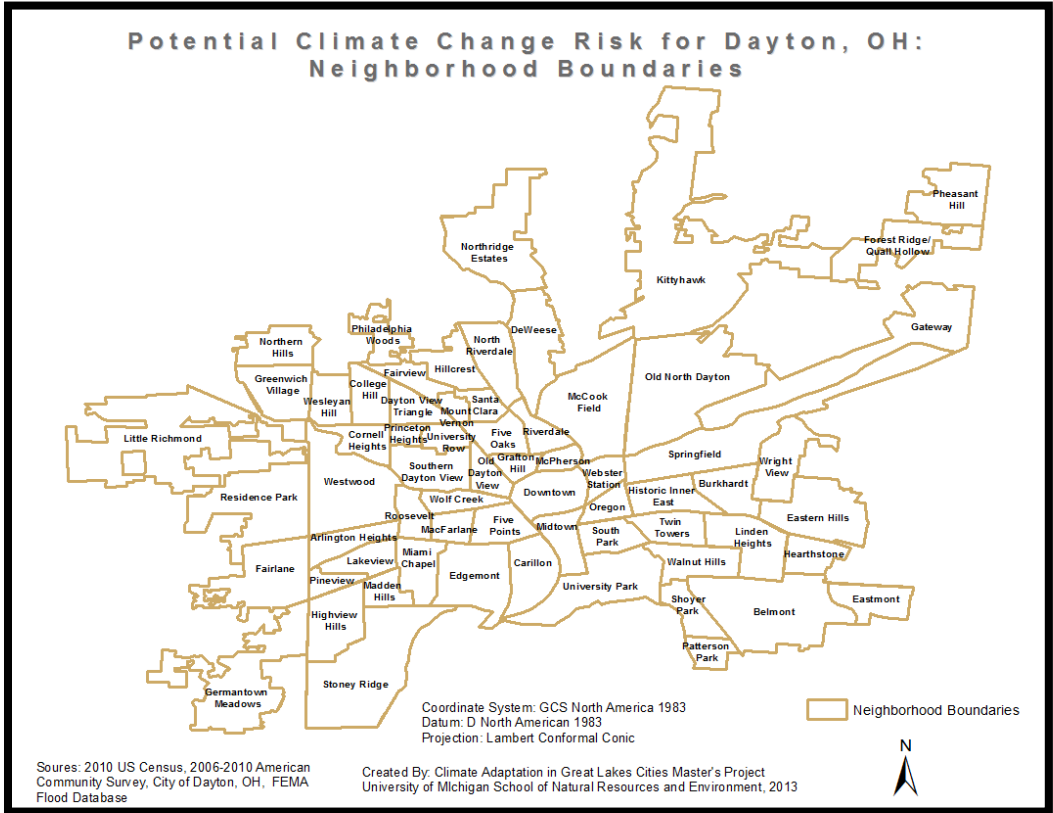 Potential Climate Change Risk for Dayton, OH:
Neighborhood Boundaries
Pheasant
Hill
Forest Ridge/
Quail Hollow
Northridge
Estates
Kittyhawk
Gateway
Philadelphia
Woods
DeWeese
Northern
Hills
North
Riverdale
Fairview
Hillcrest
Old North Dayton
Greenwich
Village
College
Hill
Wesleyan
Hill
Dayton View
Triangle
Mount
Vernon
Santa
Clara
McCook
Field
Little Richmond
Cornell
Heights
Princeton
Heights
University
Row
Five
Oaks
Riverdale
Springfield
Wright
View
Southern
Dayton View
Old
Dayton
View
Grafton
Hill
McPherson
Webster
Station
Westwood
Residence Park
Wolf Creek
Downtown
Historic Inner
East
Burkhardt
Oregon
Roosevelt
MacFarlane
Five
Points
Midtown
South
Park
Twin
Towers
Linden
Heights
Eastern Hills
Arlington Heights
Hearthstone
Fairlane
Lakeview
Miami
Chapel
Edgemont
Carillon
Walnut Hills
Pineview
Madden
Hills
University Park
Shoyer
Park
Belmont
Eastmont
Highview
Hills
Patterson
Park
Stoney Ridge
Germantown
Meadows
Coordinate System: GCS North America 1983
Datum: D North American 1983
Projection: Lambert Conformal Conic
Neighborhood Boundaries
N
Soures: 2010 US Census, 2006-2010 American
Community Survey, City of Dayton, OH, FEMA
Flood Database
Created By: Climate Adaptation in Great Lakes Cities Master's Project
University of MIchigan School of Natural Resources and Environment, 2013